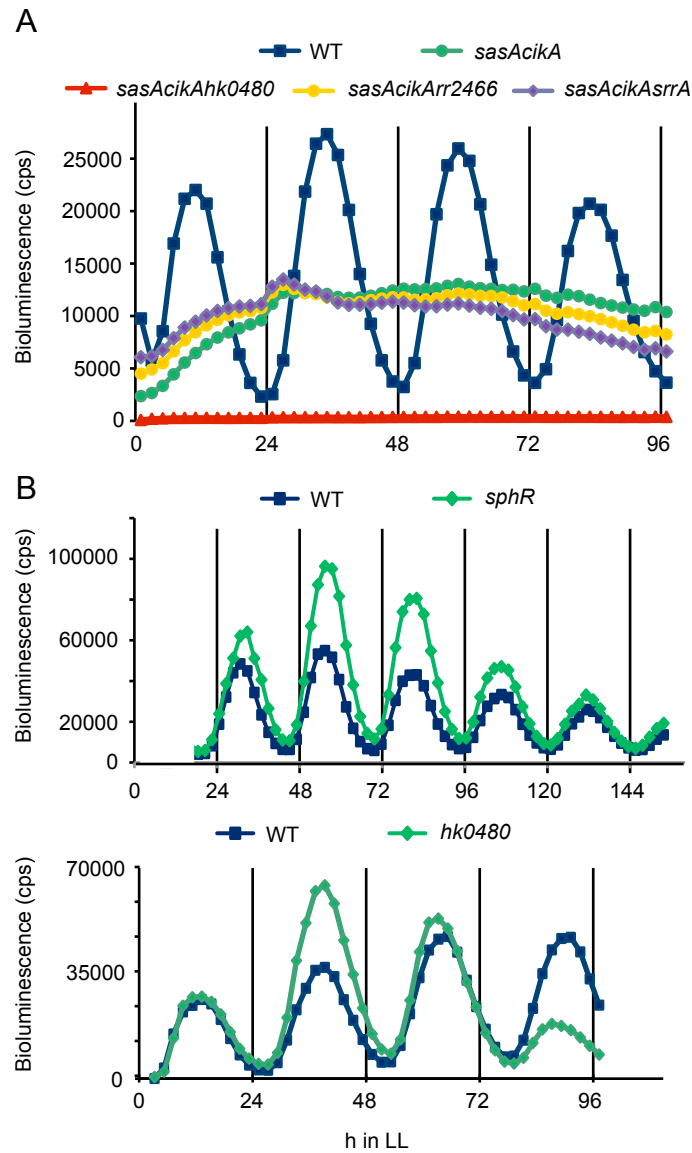 A
WT sasAcikA
sasAcikAhk0480 sasAcikArr2466 sasAcikAsrrA
Bioluminescence (cps)
25000
20000
15000
10000
5000
0
0 24 48 72 96
B
WT sphR
Bioluminescence (cps)
100000
60000
20000
0
0 24 48 72 96 120 144
WT hk0480
Bioluminescence (cps)
70000
35000
0
0 24 48 72 96
h in LL